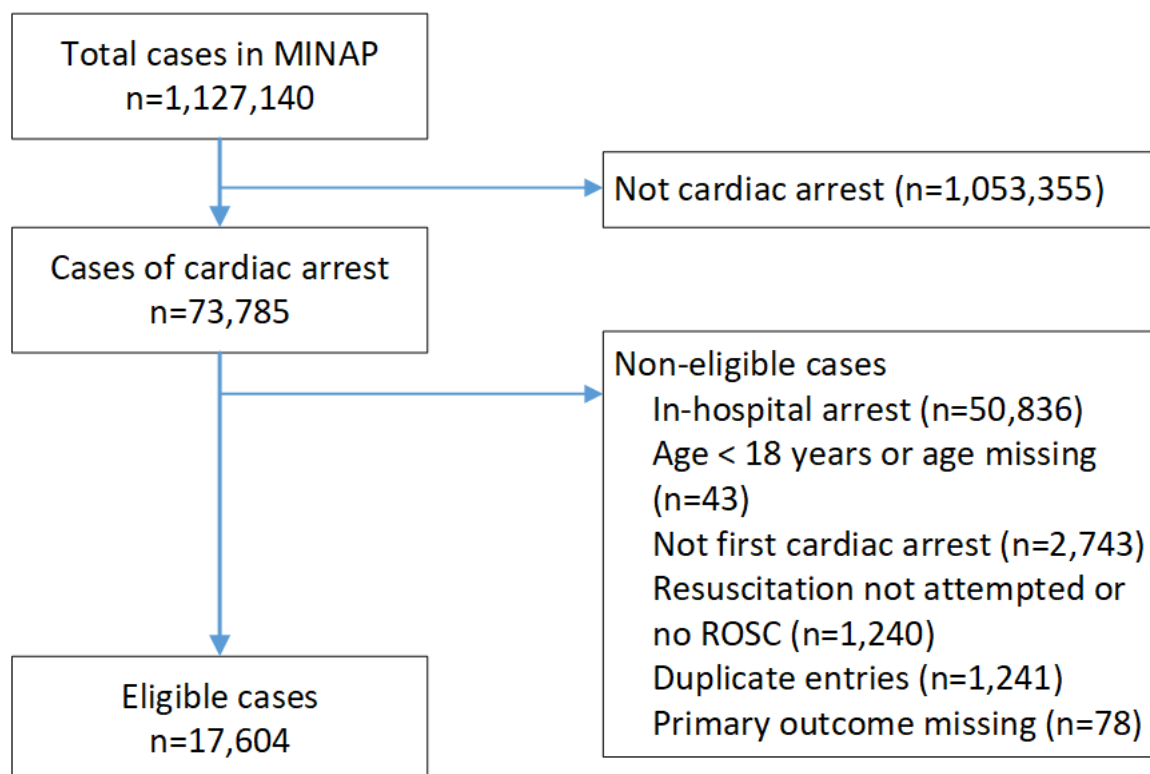 Total cases in MINAP
n=1,127,140
Not cardiac arrest (n=1,053,355)
Cases of cardiac arrest
n=73,785
Non-eligible cases
In-hospital arrest (n=50,836)
Age < 18 years or age missing
(n=43)
Not first cardiac arrest (n=2,743)
Resuscitation not attempted or
no ROSC (n=1,240)
Duplicate entries (n=1,241)
Primary outcome missing (n=78)
Eligible cases
n=17,604